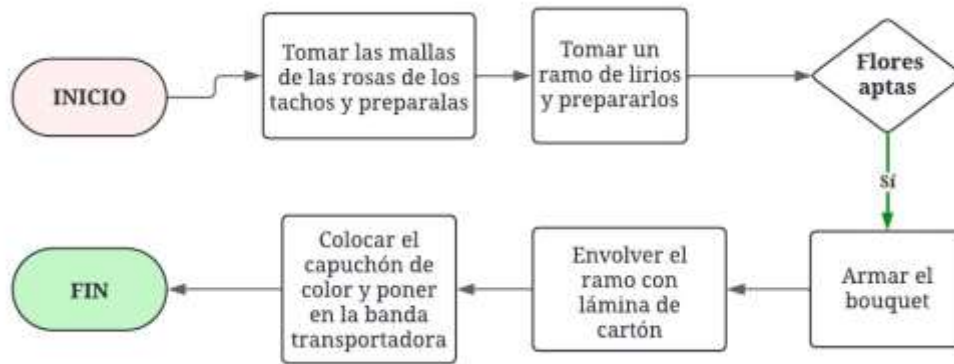 INICIO
Tomar las mallas
de las rosas de los
tachos y preparalas
Tomar un
ramo de lirios
y prepararlos
Flores
aptas
Sí
Armar el
bouquet
Envolver el
ramo con
lámina de
cartón
Colocar el
capuchón de
color y poner
en la banda
transportadora
FIN